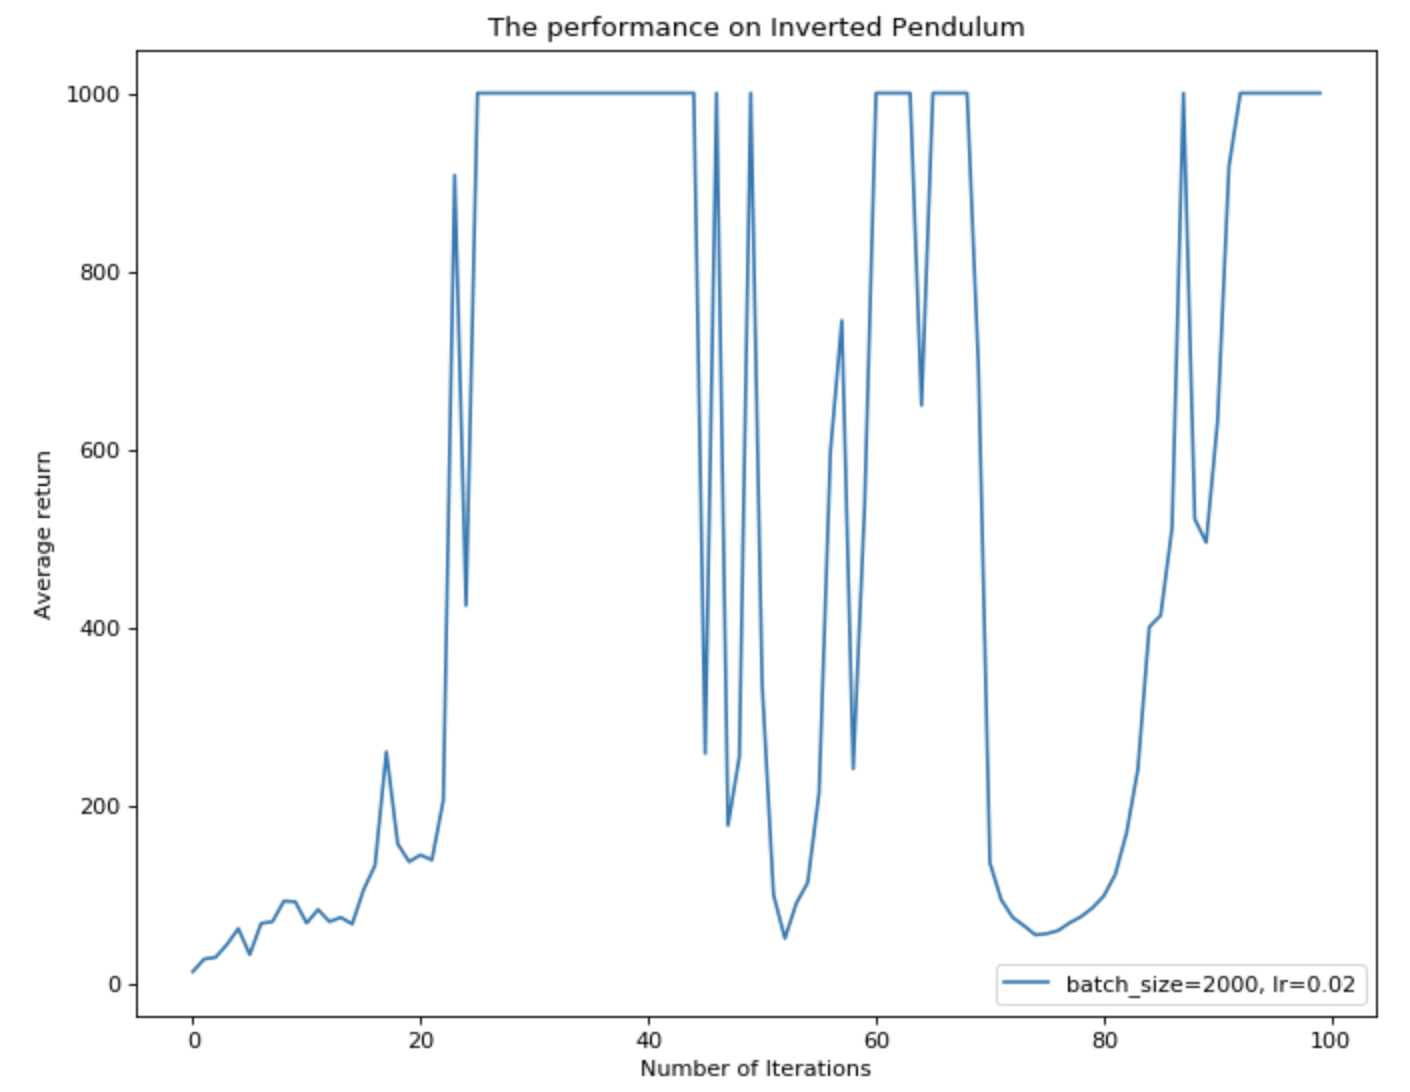 The performance on Inverted Pendulum
1000
800
600
400
200
0
Average return
batch_size=2000, lr=0.02
0 20 40 60 80 100
Number of Iterations